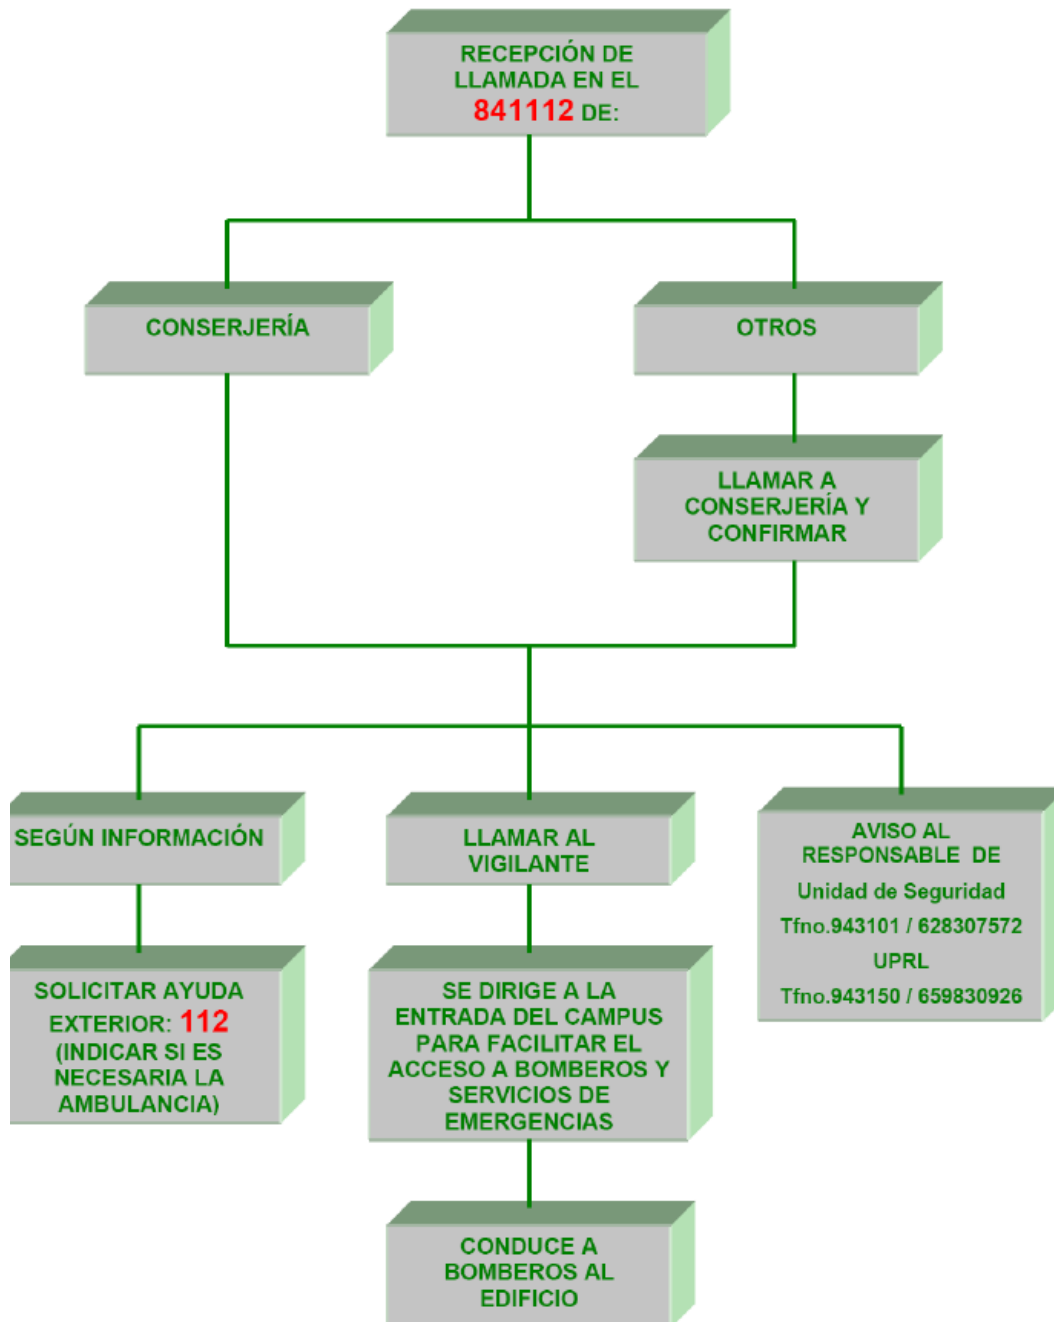 RECEPCIÓN DE
LLAMADA EN EL
841112 DE:
CONSERJERÍA
OTROS
LLAMAR A
CONSERJERÍA Y
CONFIRMAR
SEGÚN INFORMACIÓN
LLAMAR AL
VIGILANTE
AVISO AL
RESPONSABLE DE
Unidad de Seguridad
Tfno.943101 / 628307572
UPRL
Tfno.943150 / 659830926
SOLICITAR AYUDA
EXTERIOR: 112
(INDICAR SI ES
NECESARIA LA
AMBULANCIA)
SE DIRIGE A LA
ENTRADA DEL CAMPUS
PARA FACILITAR EL
ACCESO A BOMBEROS Y
SERVICIOS DE
EMERGENCIAS
CONDUCE A
BOMBEROS AL
EDIFICIO